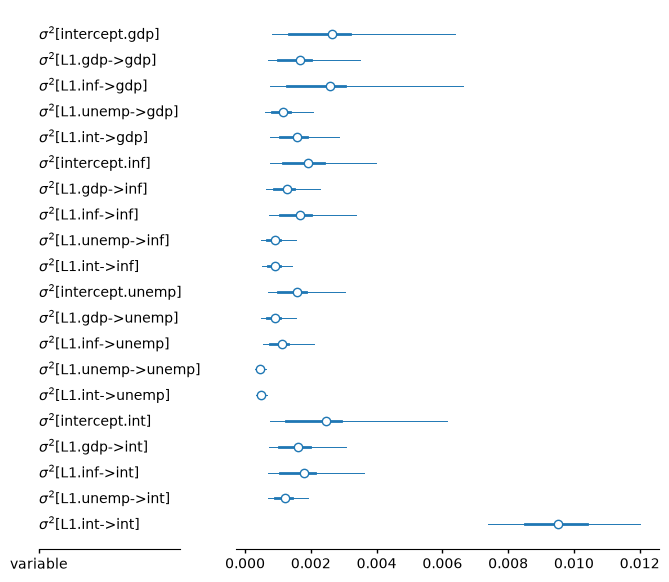 σ²[intercept.gdp]
σ²[L1.gdp->gdp]
σ²[L1.inf->gdp]
σ²[L1.unemp->gdp]
σ²[L1.int->gdp]
σ²[intercept.inf]
σ²[L1.gdp->inf]
σ²[L1.inf->inf]
σ²[L1.unemp->inf]
σ²[L1.int->inf]
σ²[intercept.unemp]
σ²[L1.gdp->unemp]
σ²[L1.inf->unemp]
σ²[L1.unemp->unemp]
σ²[L1.int->unemp]
σ²[intercept.int]
σ²[L1.gdp->int]
σ²[L1.inf->int]
σ²[L1.unemp->int]
σ²[L1.int->int]
variable 0.000 0.002 0.004 0.006 0.008 0.010 0.012